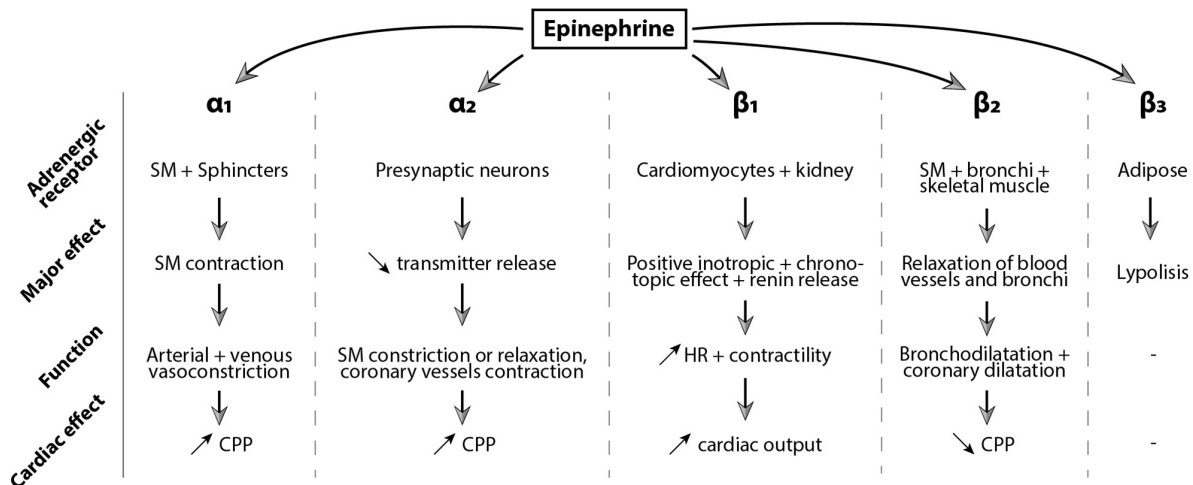 Epinephrine
α1
α2
β1
β2
β3
Adrenergic
receptor
SM + Sphincters
Presynaptic neurons
Cardiomyocytes + kidney
SM + bronchi +
skeletal muscle
Adipose
Major effect
SM contraction
↘ transmitter release
Positive inotropic + chrono-
topic effect + renin release
Relaxation of blood
vessels and bronchi
Lypolisis
Function
Arterial + venous
vasoconstriction
SM constriction or relaxation,
coronary vessels contraction
↗ HR + contractility
Bronchodilatation +
coronary dilatation
-
Cardiac effect
↗ CPP
↗ CPP
↗ cardiac output
↘ CPP
-